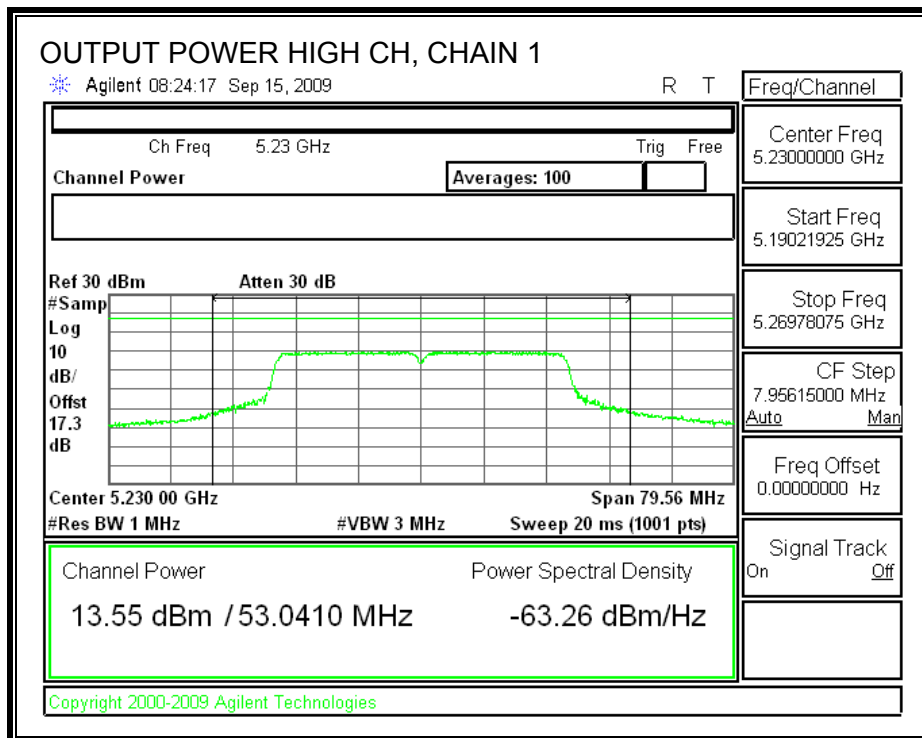 OUTPUT POWER HIGH CH, CHAIN 1
Agilent 08:24:17 Sep 15, 2009 R T
Freq/Channel
Ch Freq 5.23 GHz Trig Free
Channel Power Averages: 100
Center Freq
5.23000000 GHz
Start Freq
5.19021925 GHz
Stop Freq
5.26978075 GHz
CF Step
7.95615000 MHz
Auto Man
Freq Offset
0.00000000 Hz
Signal Track
On Off
Ref 30 dBm Atten 30 dB
#Samp
Log
10
dB/
Offst
17.3
dB
Center 5.230 00 GHz Span 79.56 MHz
#Res BW 1 MHz #VBW 3 MHz Sweep 20 ms (1001 pts)
Channel Power Power Spectral Density
13.55 dBm / 53.0410 MHz -63.26 dBm/Hz
Copyright 2000-2009 Agilent Technologies